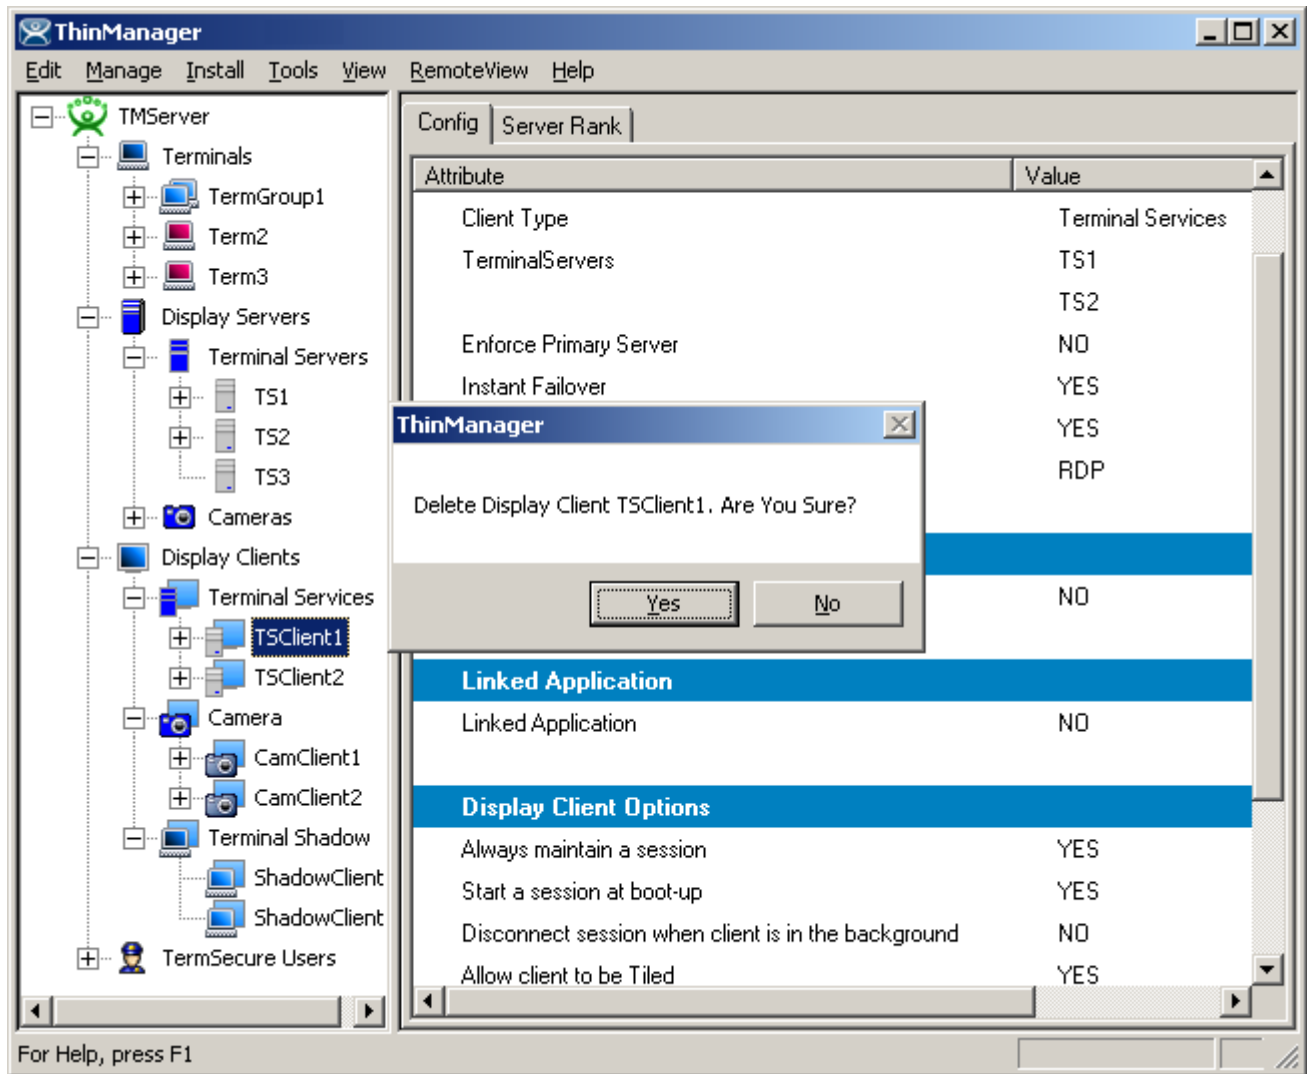 ThinManager
Edit Manage Install Tools View RemoteView Help
TMServer
Terminals
TermGroup1
Term2
Term3
Display Servers
Terminal Servers
TS1
TS2
TS3
Cameras
Display Clients
Terminal Services
TSClient1
TSClient2
Camera
CamClient1
CamClient2
Terminal Shadow
ShadowClient
ShadowClient
TermSecure Users
Config Server Rank
Attribute Value
Client Type Terminal Services
TerminalServers TS1
TS2
Enforce Primary Server NO
Instant Failover YES
YES
RDP
NO
Linked Application
Linked Application NO
Display Client Options
Always maintain a session YES
Start a session at boot-up YES
Disconnect session when client is in the background NO
Allow client to be Tiled YES
ThinManager
Delete Display Client TSClient1. Are You Sure?
Yes No
For Help, press F1